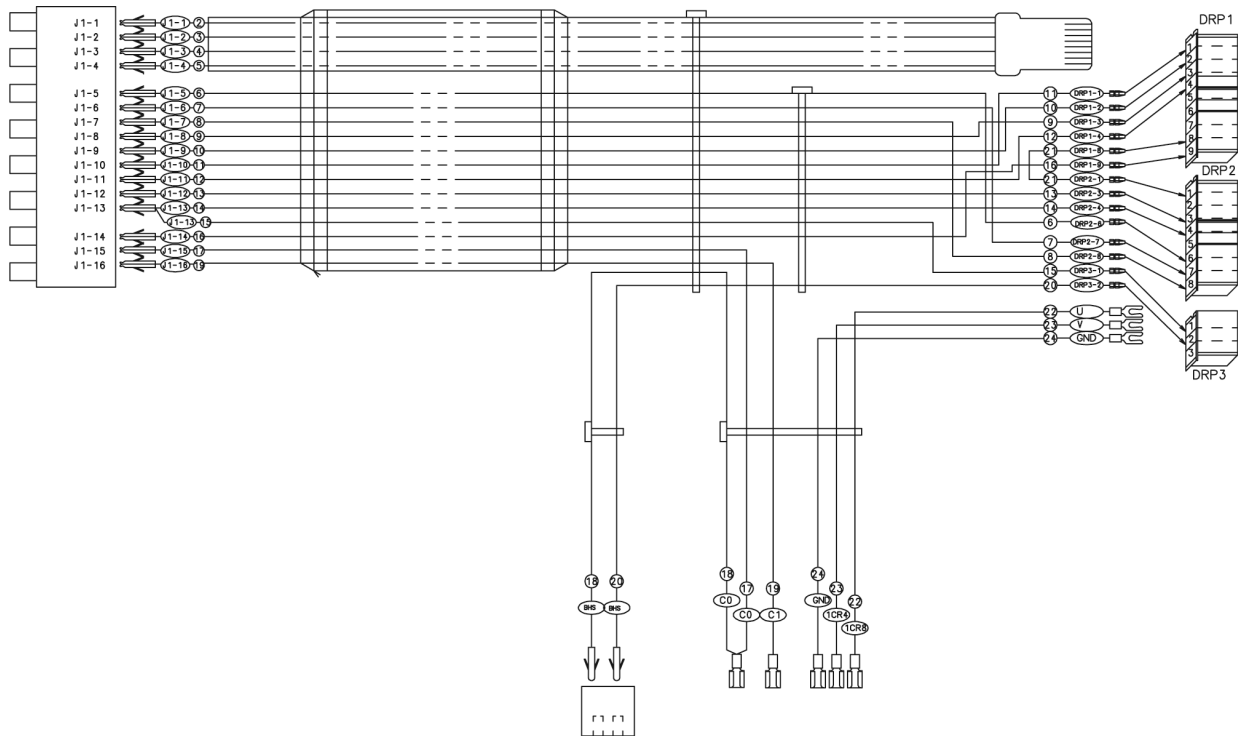 DRP1
J1-1 J1-1 2
J1-2 J1-2 3
J1-3 J1-3 4
J1-4 J1-4 5
J1-5 J1-5 6
J1-6 J1-6 7
J1-7 J1-7 8
J1-8 J1-8 9
J1-9 J1-9 10
J1-10 J1-10 11
J1-11 J1-11 12
J1-12 J1-12 13
J1-13 J1-13 14
J1-13 15
J1-14 J1-14 16
J1-15 J1-15 17
J1-16 J1-16 19
11 DRP1-1
10 DRP1-2
9 DRP1-3
12 DRP1-4
21 DRP1-8
16 DRP1-9
21 DRP2-1
13 DRP2-3
14 DRP2-4
6 DRP2-6
7 DRP2-7
8 DRP2-8
15 DRP3-1
20 DRP3-2
22 U
23 V
24 GND
1
2
3
4
5
6
7
8
9
DRP2
1
2
3
4
5
6
7
8
1
2
3
DRP3
18 20 18 17 19 24 23 22
BHS BHS C0 C0 C1 GND 1CR4 1CR8